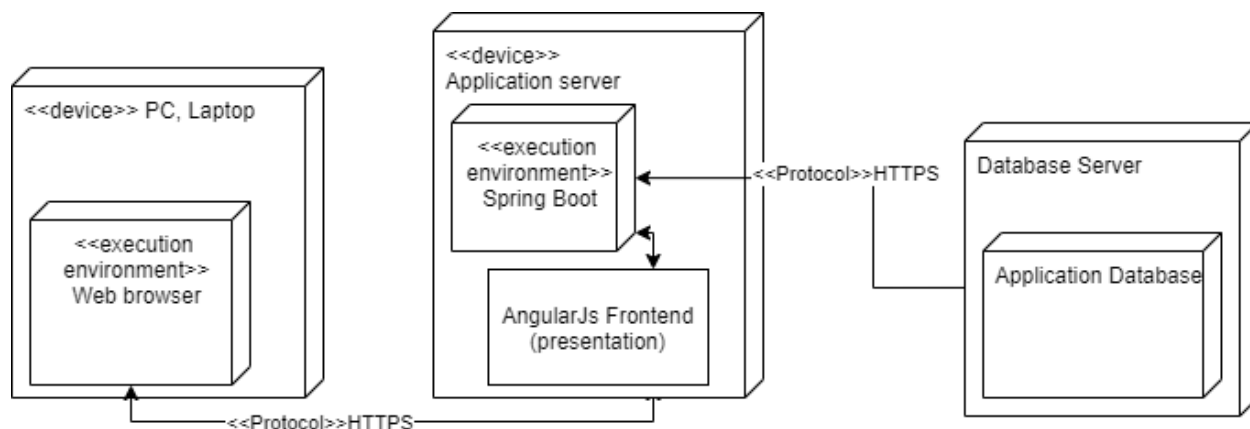 <<device>> PC, Laptop
<<execution
environment>>
Web browser
<<Protocol>>HTTPS
<<device>>
Application server
<<execution
environment>>
Spring Boot
AngularJs Frontend
(presentation)
<<Protocol>>HTTPS
Database Server
Application Database